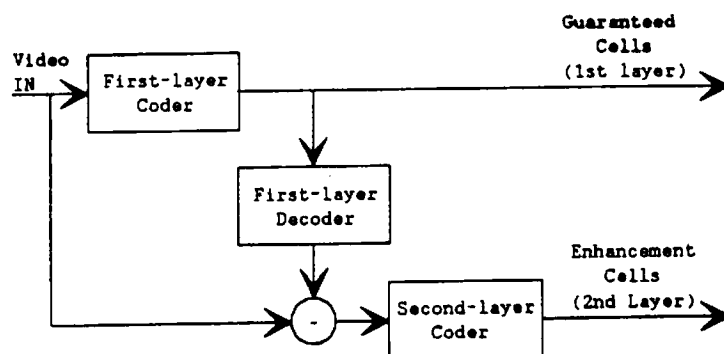 Video
IN
First-layer
Coder
Guaranteed
Cells
(1st layer)
First-layer
Decoder
-
Second-layer
Coder
Enhancement
Cells
(2nd Layer)